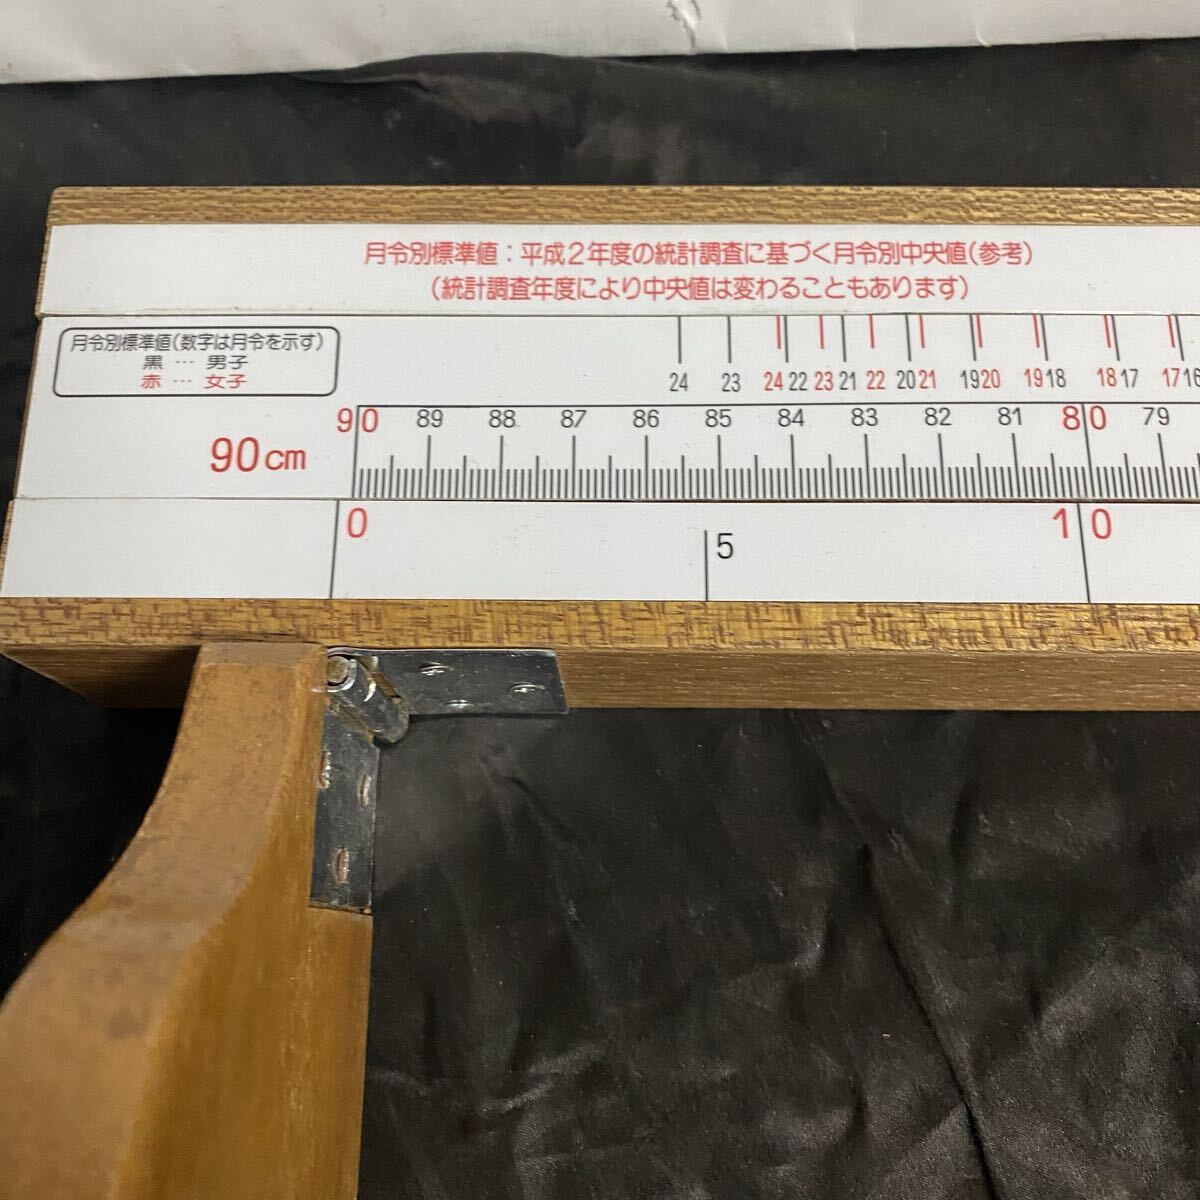 月令別標準値：平成2年度の統計調査に基づく月令別中央値(参考)
(統計調査年度により中央値は変わることもあります)
月令別標準値(数字は月令を示す)
黒 … 男子
赤 … 女子
24 23 24 22 23 21 22 20 21 19 20 19 18 18 17 17 16
90 89 88 87 86 85 84 83 82 81 80 79
90cm
0 5 10